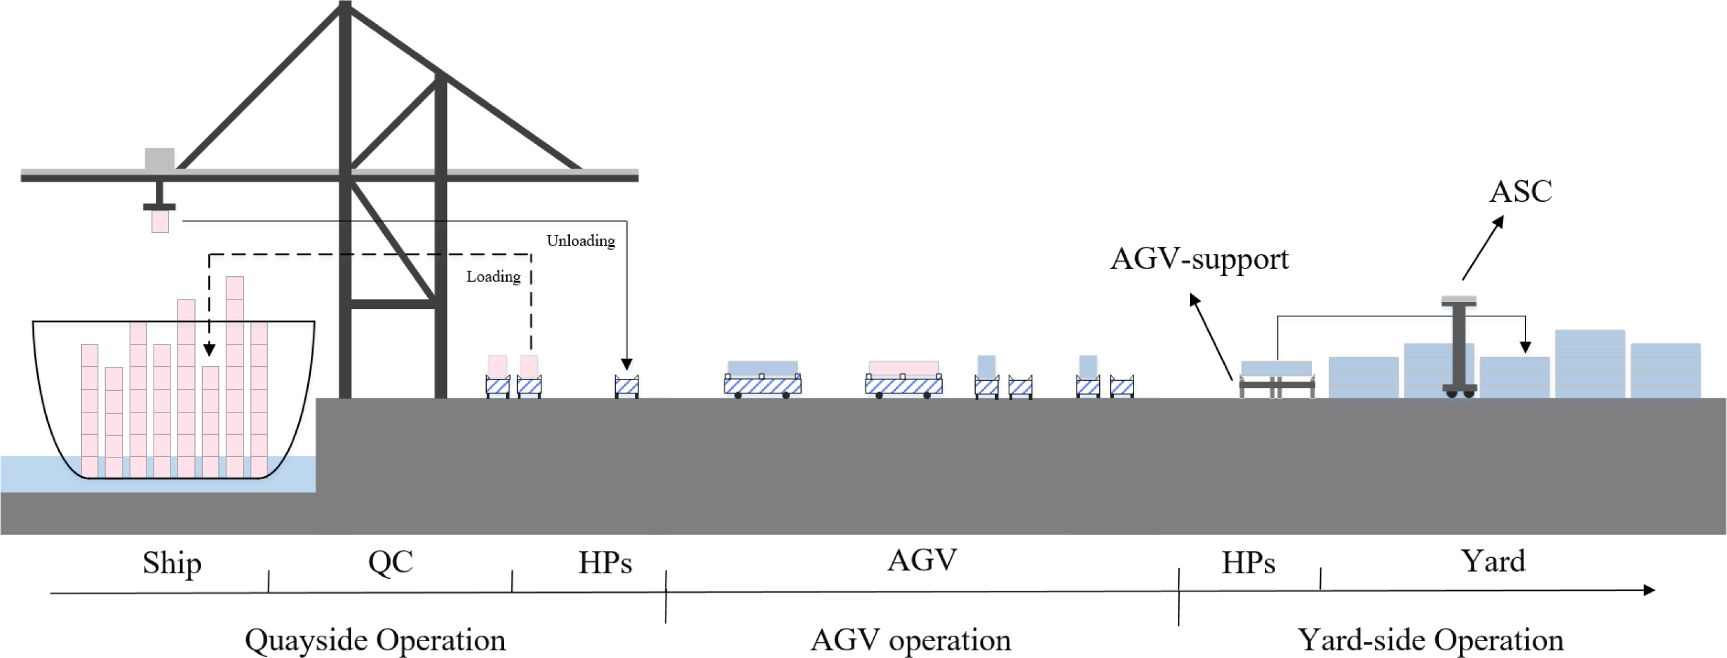 ASC
Unloading
AGV-support
Loading
Ship
QC
HPs
AGV
HPs
Yard
Quayside Operation
AGV operation
Yard-side Operation